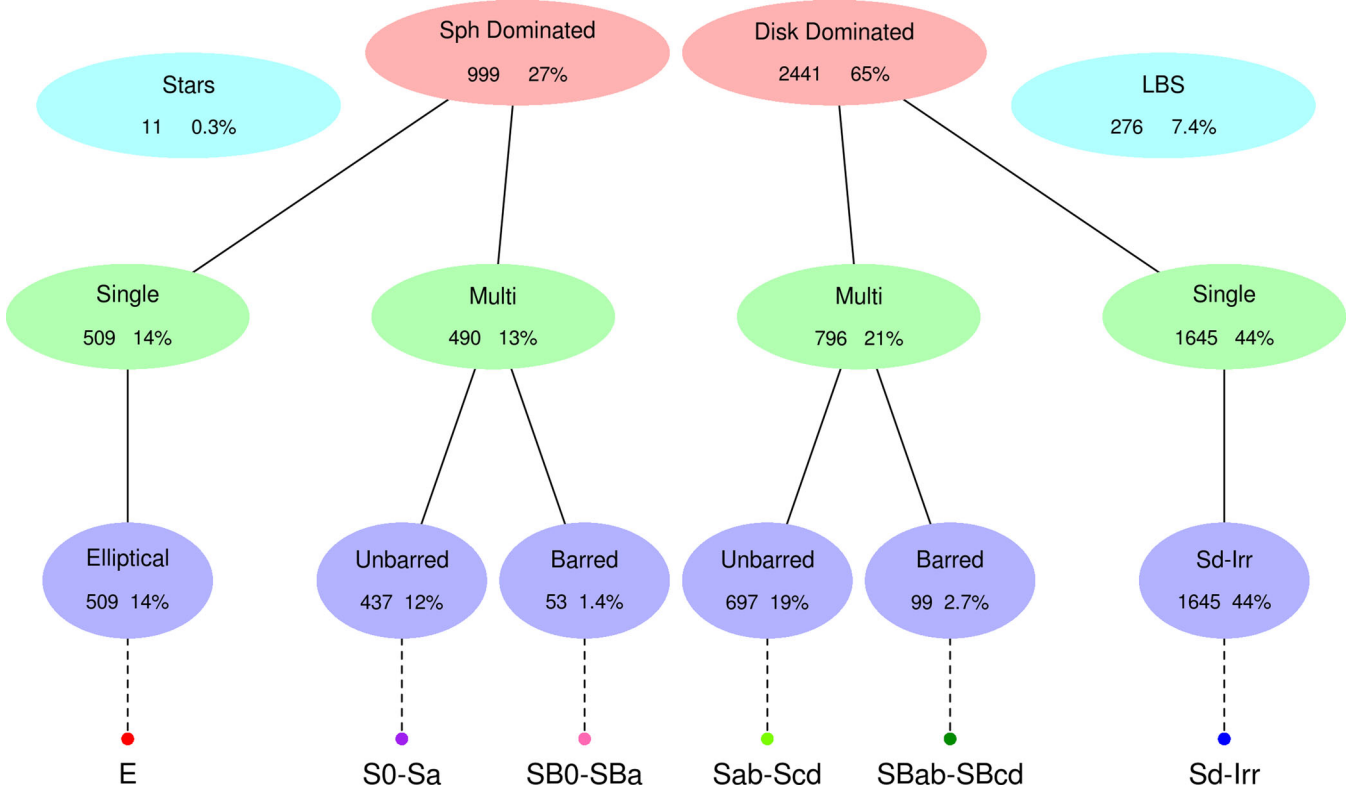 Sph Dominated
999 27%
Disk Dominated
2441 65%
Stars
11 0.3%
LBS
276 7.4%
Single
509 14%
Multi
490 13%
Multi
796 21%
Single
1645 44%
Elliptical
509 14%
Unbarred
437 12%
Barred
53 1.4%
Unbarred
697 19%
Barred
99 2.7%
Sd-Irr
1645 44%
E
S0-Sa
SB0-SBa
Sab-Scd
SBab-SBcd
Sd-Irr